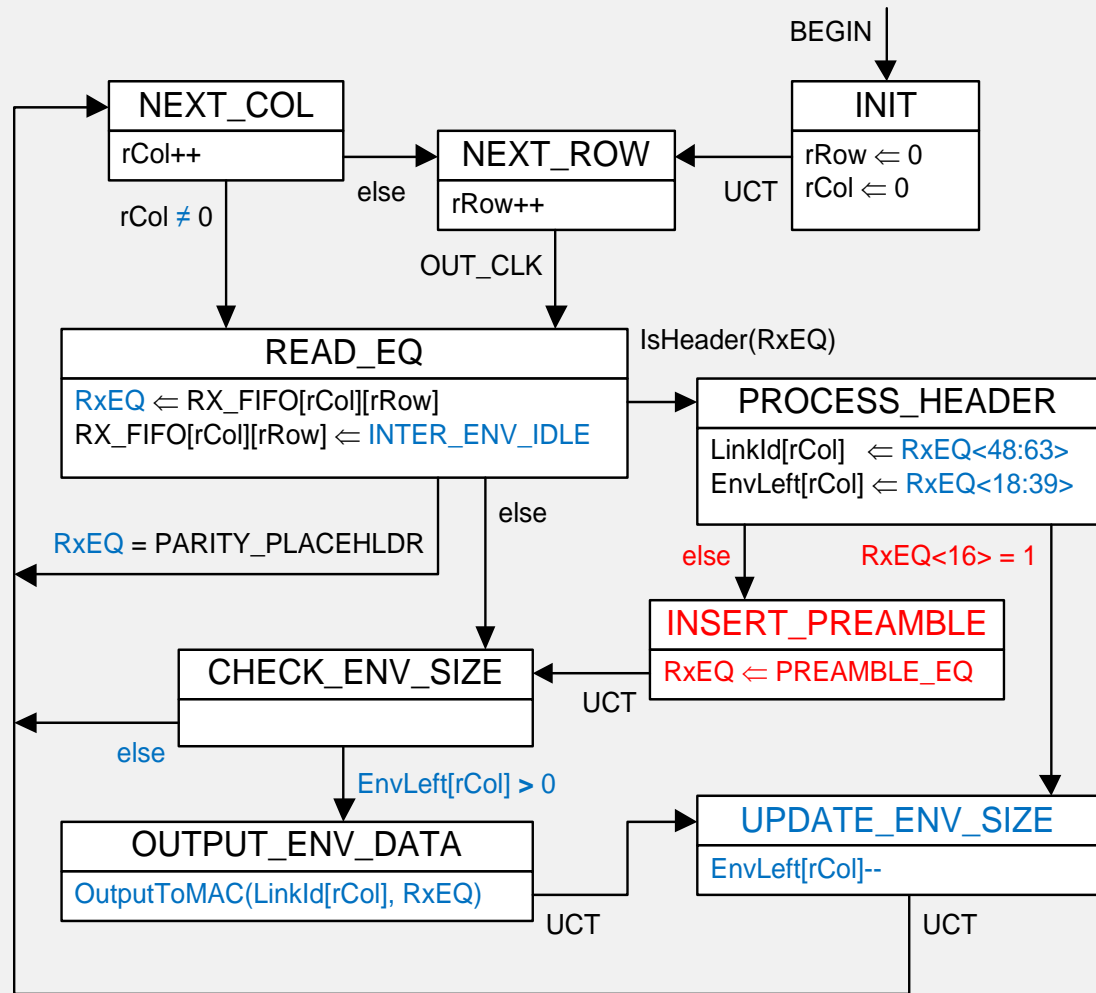 BEGIN
NEXT_COL
rCol++
INIT
rRow ⇐ 0
rCol ⇐ 0
NEXT_ROW
rRow++
else
UCT
rCol ≠ 0
OUT_CLK
READ_EQ
RxEQ ⇐ RX_FIFO[rCol][rRow]
RX_FIFO[rCol][rRow] ⇐ INTER_ENV_IDLE
IsHeader(RxEQ)
PROCESS_HEADER
LinkId[rCol] ⇐ RxEQ<48:63>
EnvLeft[rCol] ⇐ RxEQ<18:39>
else
RxEQ = PARITY_PLACEHLDR
else
RxEQ<16> = 1
INSERT_PREAMBLE
RxEQ ⇐ PREAMBLE_EQ
CHECK_ENV_SIZE
UCT
else
EnvLeft[rCol] > 0
OUTPUT_ENV_DATA
OutputToMAC(LinkId[rCol], RxEQ)
UPDATE_ENV_SIZE
EnvLeft[rCol]--
UCT
UCT